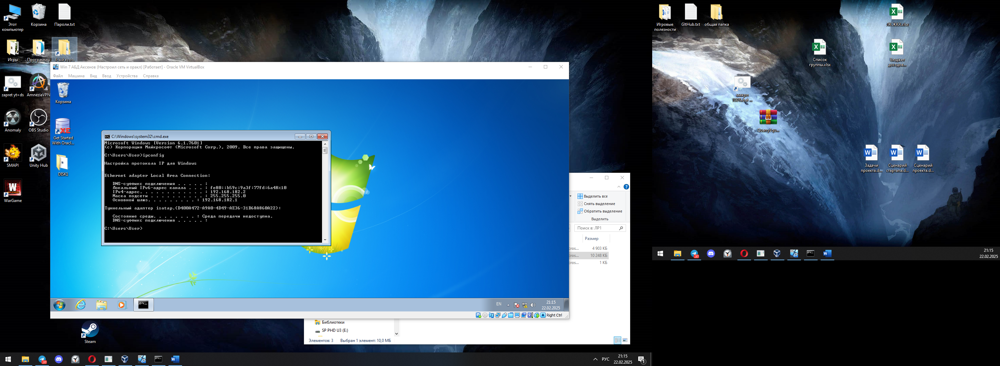 Этот компьютер
Корзина
Пароли.txt
Игры
Программы
4-ый курс,
zapret yt+ds
AmneziaVPN
Anomaly
OBS Studio
SMAPI
Unity Hub
WarGame
Steam
Win 7 АБД Аксенов (Настроил сеть и оракл) [Работает] - Oracle VM VirtualBox
Файл Машина Вид Ввод Устройства Справка
Корзина
Get Started
With Oracl...
DISK1
C:\Windows\system32\cmd.exe
Microsoft Windows [Version 6.1.7601]
(c) Корпорация Майкрософт (Microsoft Corp.), 2009. Все права защищены.
C:\Users\User>ipconfig
Настройка протокола IP для Windows
Ethernet adapter Local Area Connection:
DNS-суффикс подключения . . . . . :
Локальный IPv6-адрес канала . . . : fe80::b59c:9a3f:77fd:6a48%10
IPv4-адрес. . . . . . . . . . . . : 192.168.182.2
Маска подсети . . . . . . . . . . : 255.255.255.0
Основной шлюз. . . . . . . . . : 192.168.182.1
Туннельный адаптер isatap.{D400A472-A9A0-4D49-AE36-31B68A860A22}:
Состояние среды. . . . . . . . : Среда передачи недоступна.
DNS-суффикс подключения . . . . . :
C:\Users\User>
EN
21:15
22.02.2025
Right Ctrl
Выделить все
Снять выделение
Обратить выделение
Выделить
Поиск в: ЛР1
Размер
cros... 4 903 КБ
cros... 10 248 КБ
cros... 1 КБ
Библиотеки
SP PHD U3 (E:)
Элементов: 3 Выбран 1 элемент: 10,0 МБ
37
РУС
21:15
22.02.2025
1
Игровые
полезности
GItHub.txt
общая папка
ЛК ЖКХ.xlsx
Список
группы.xlsx
Бюджет
доходов...
микро
100%.bat ...
QuarryEqu...
Задачи
проекта.d...
Сценарий
стартапа.d...
Сценарий
проекта.d...
37
21:15
22.02.2025